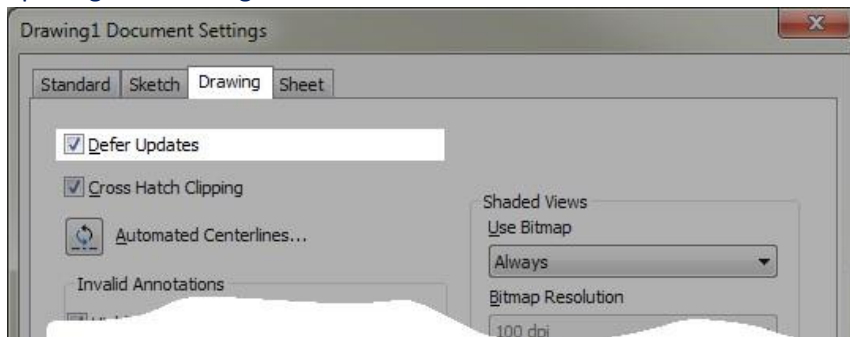 Drawing1 Document Settings
Standard Sketch Drawing Sheet
Defer Updates
Cross Hatch Clipping
Automated Centerlines...
Invalid Annotations
Shaded Views
Use Bitmap
Always
Bitmap Resolution
100 dpi